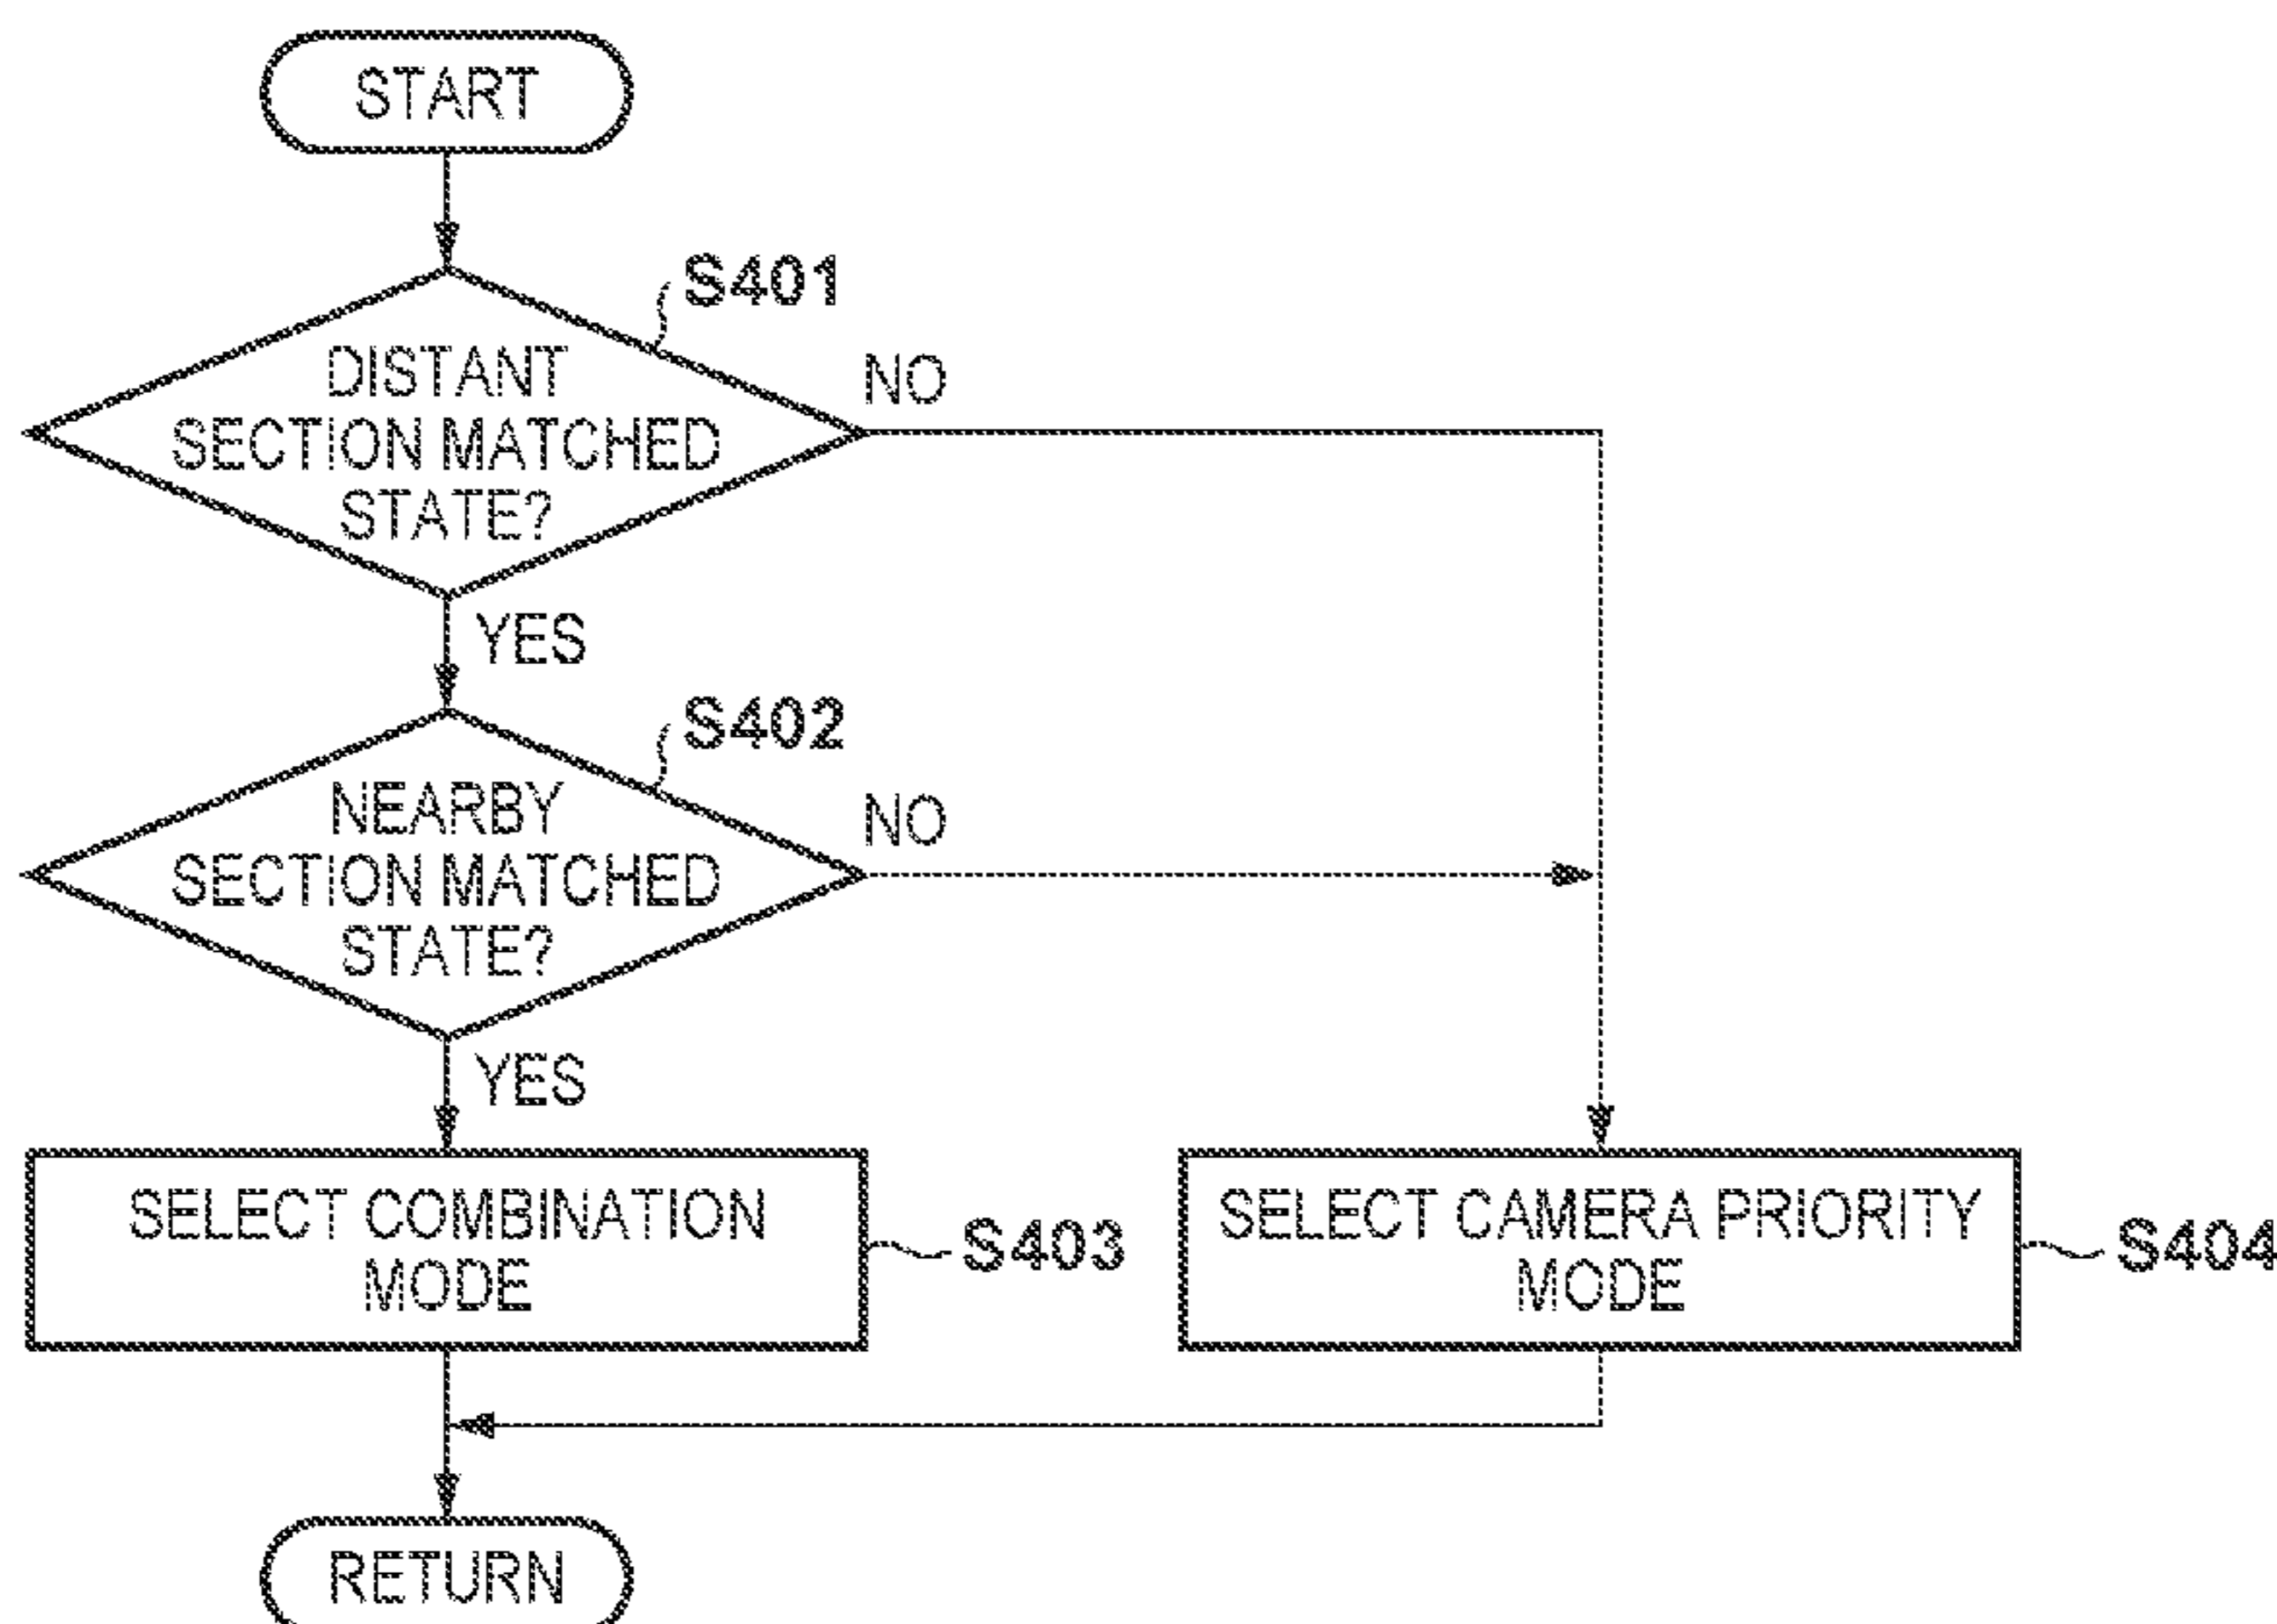 START
S401
DISTANT
SECTION MATCHED
STATE?
NO
YES
S402
NEARBY
SECTION MATCHED
STATE?
NO
YES
SELECT COMBINATION
MODE
S403
SELECT CAMERA PRIORITY
MODE
S404
RETURN